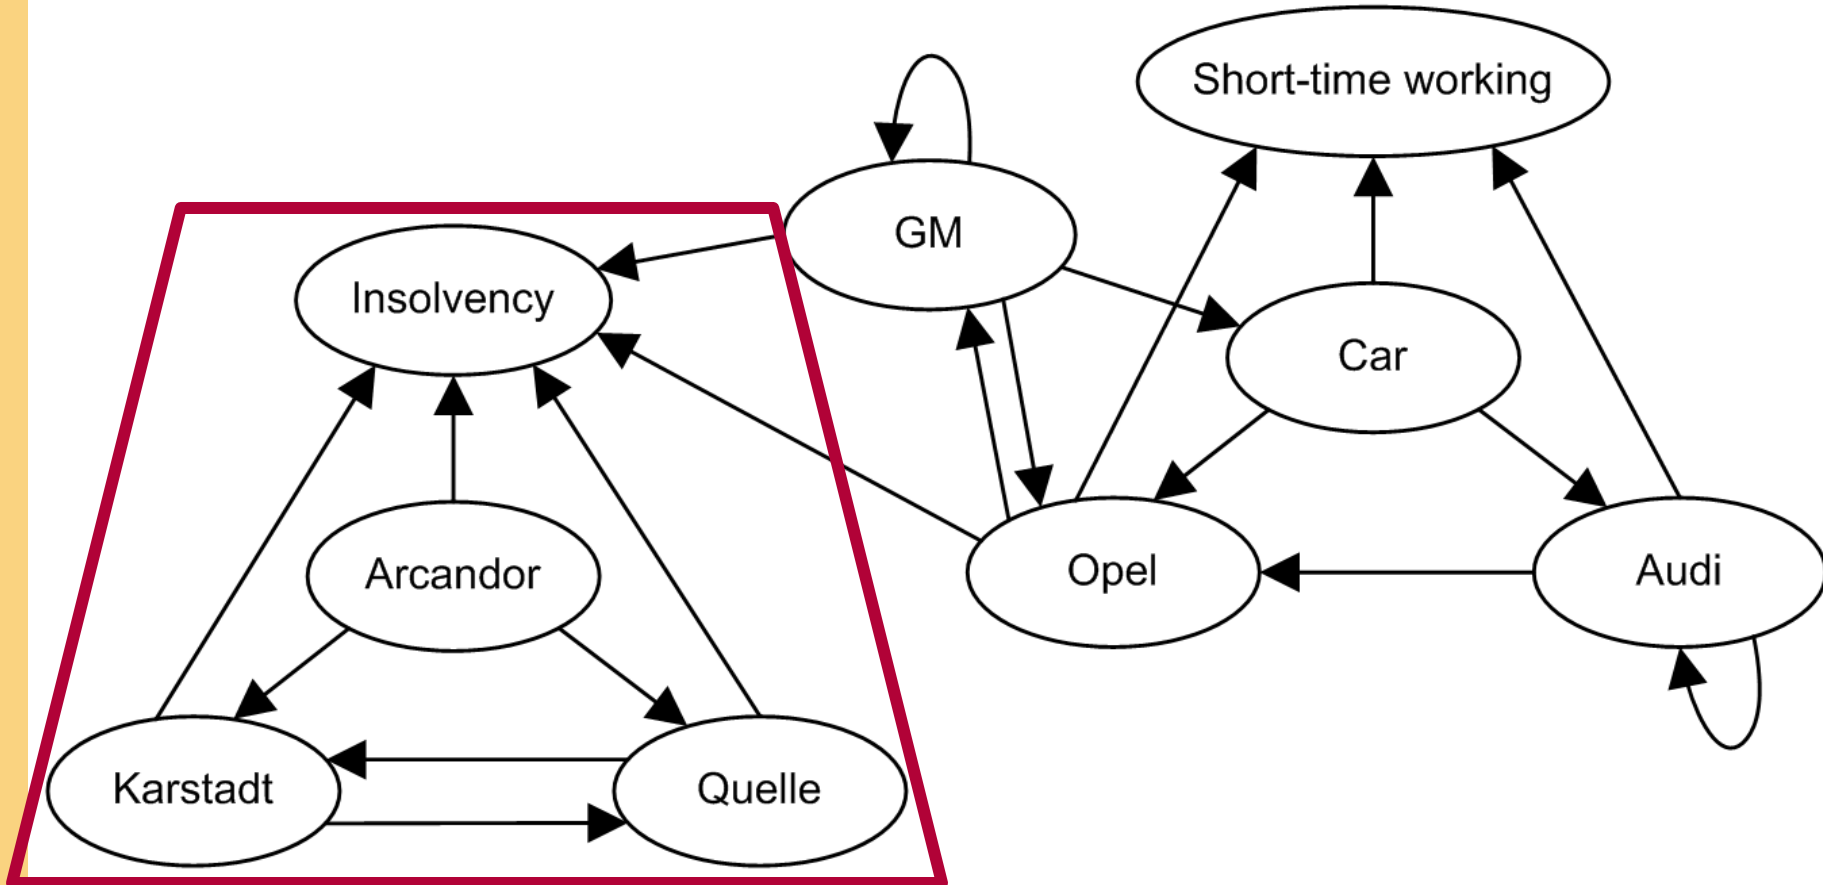 Short-time working
GM
Insolvency
Car
Arcandor
Opel
Audi
Karstadt
Quelle